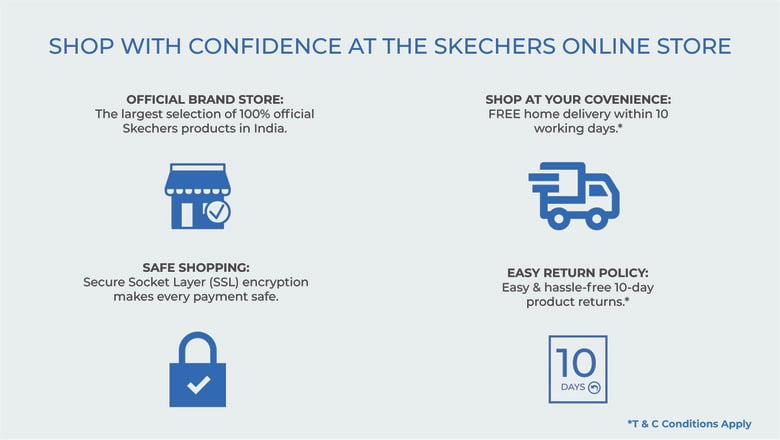 SHOP WITH CONFIDENCE AT THE SKECHERS ONLINE STORE
OFFICIAL BRAND STORE:
The largest selection of 100% official
Skechers products in India.
SHOP AT YOUR COVENIENCE:
FREE home delivery within 10
working days.*
SAFE SHOPPING:
Secure Socket Layer (SSL) encryption
makes every payment safe.
EASY RETURN POLICY:
Easy & hassle-free 10-day
product returns.*
10
DAYS
*T & C Conditions Apply